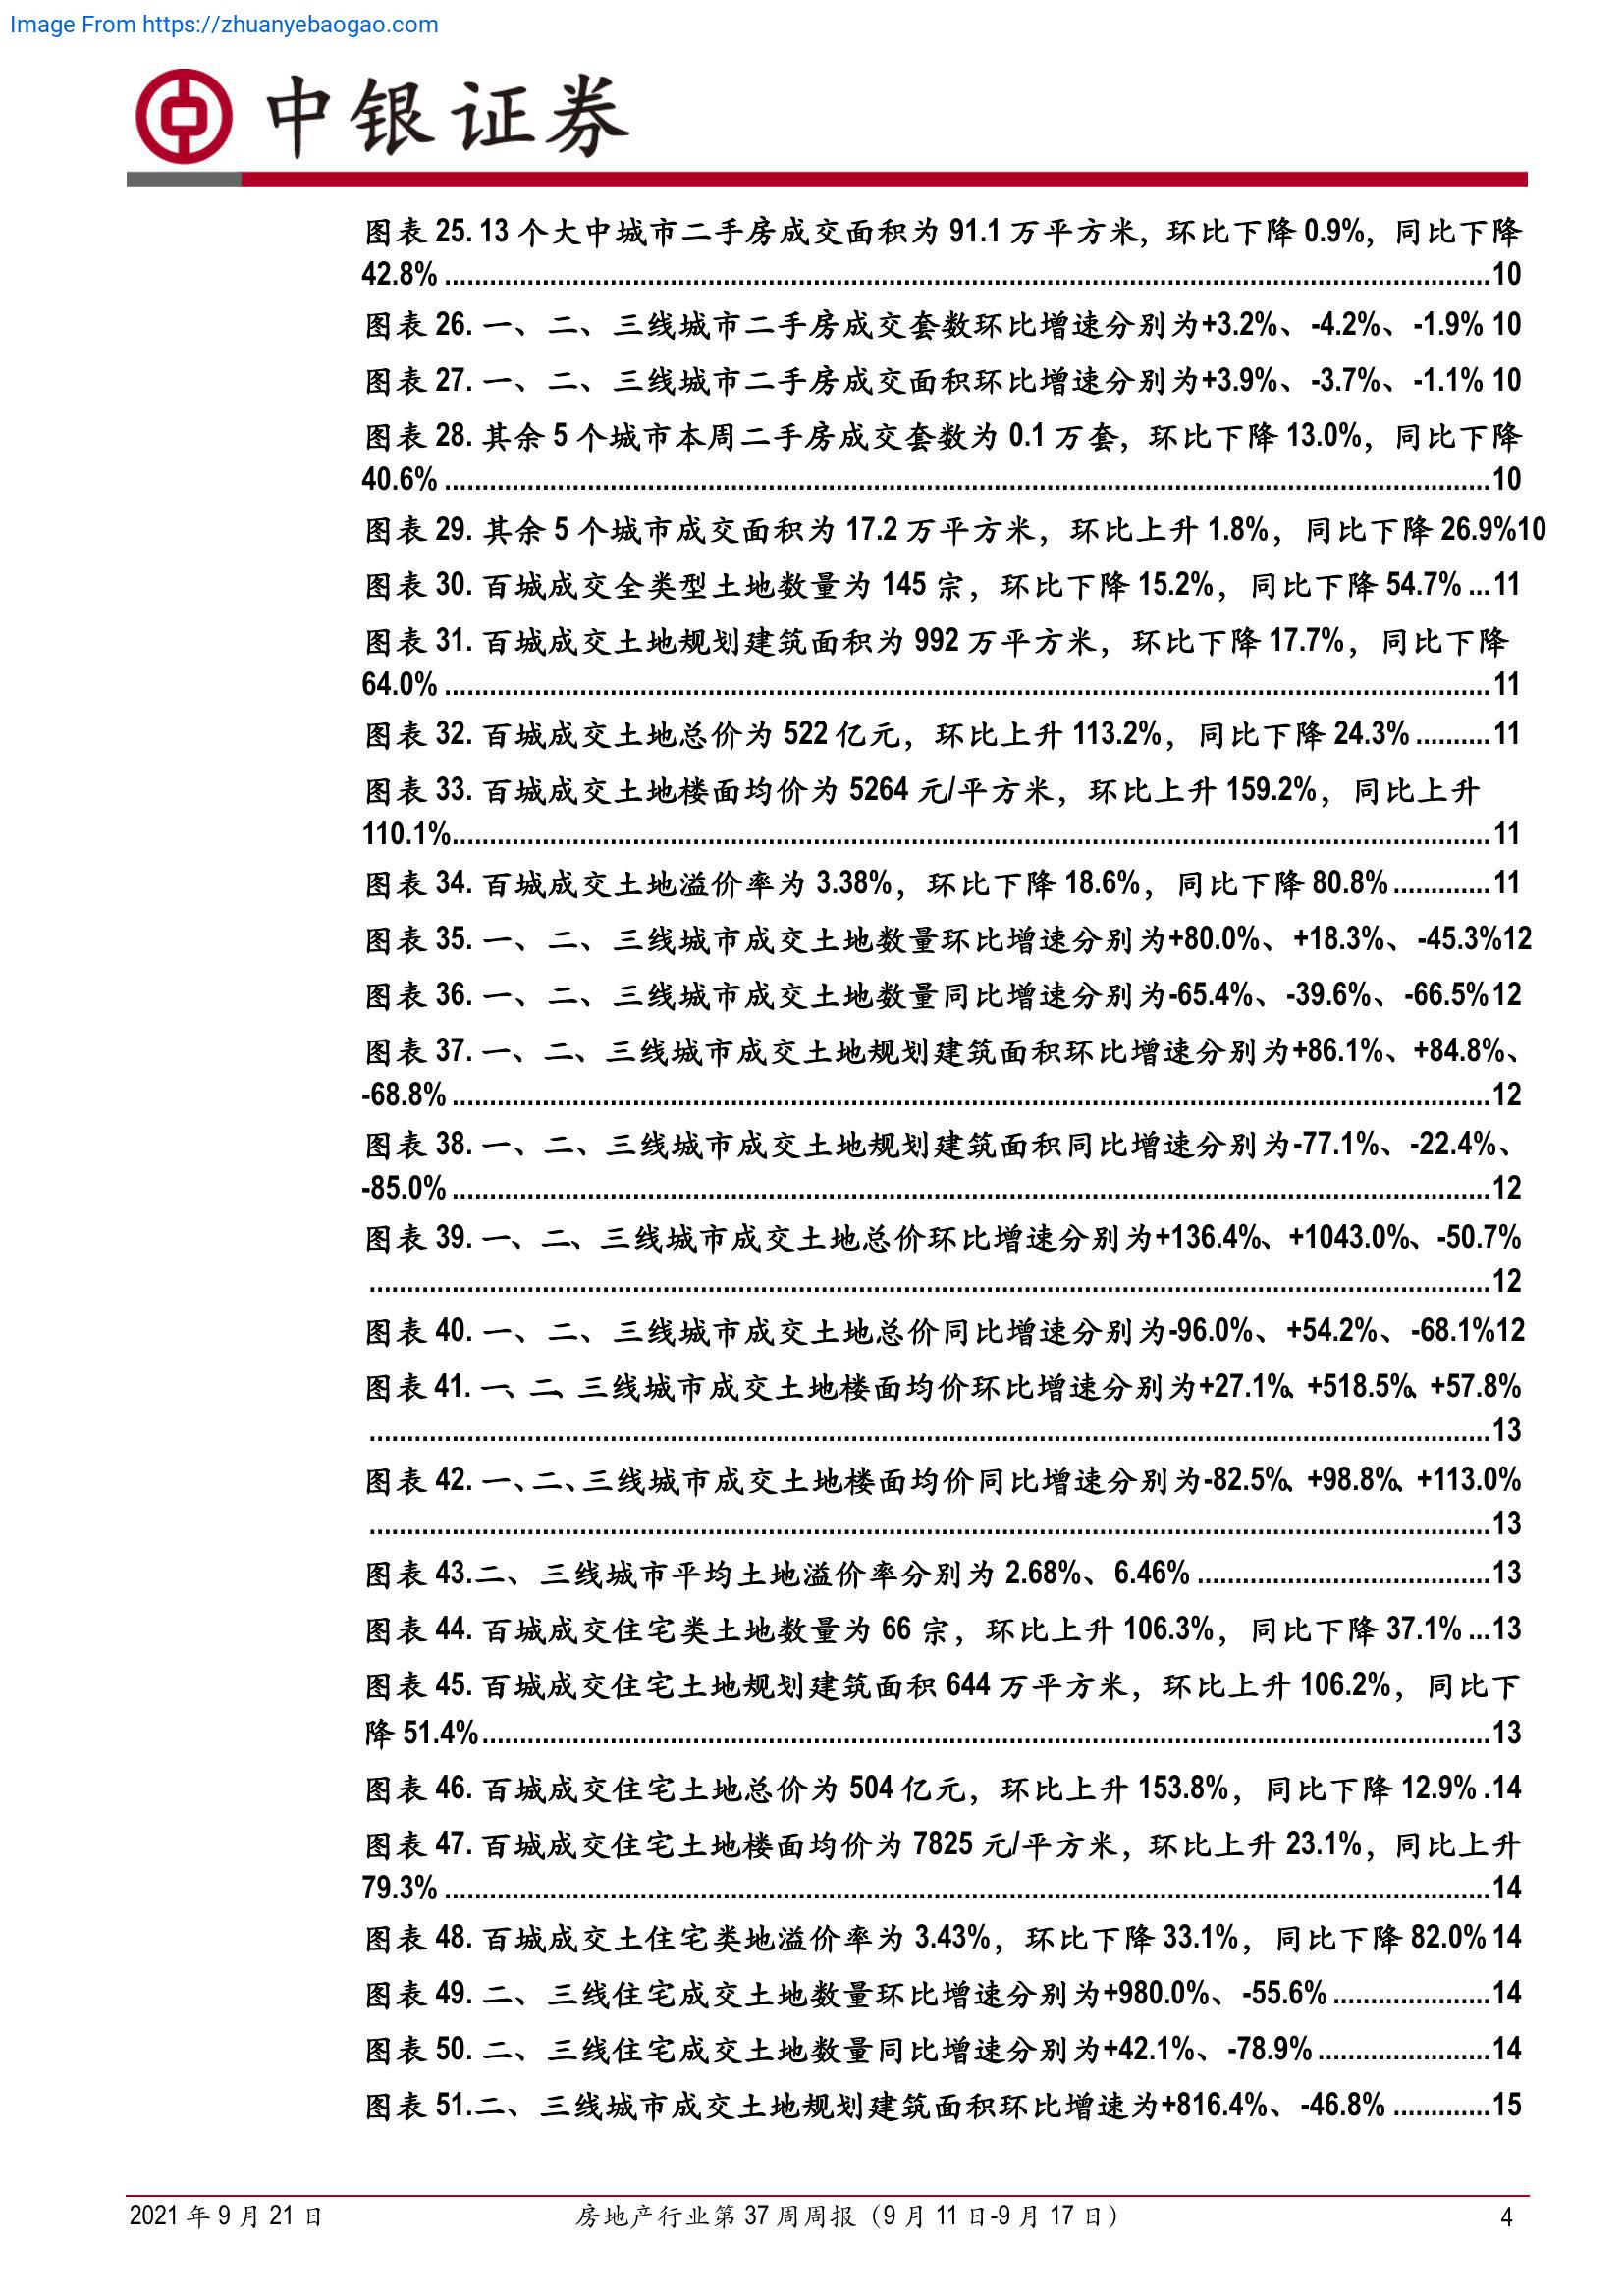 Image From https://zhuanyebaogao.com
中银证券
图表 25. 13 个大中城市二手房成交面积为 91.1 万平方米，环比下降 0.9%，同比下降
42.8% ........................................................................................................................10
图表 26. 一、二、三线城市二手房成交套数环比增速分别为+3.2%、-4.2%、-1.9% 10
图表 27. 一、二、三线城市二手房成交面积环比增速分别为+3.9%、-3.7%、-1.1% 10
图表 28. 其余 5 个城市本周二手房成交套数为 0.1 万套，环比下降 13.0%，同比下降
40.6% ........................................................................................................................10
图表 29. 其余 5 个城市成交面积为 17.2 万平方米，环比上升 1.8%，同比下降 26.9%10
图表 30. 百城成交全类型土地数量为 145 宗，环比下降 15.2%，同比下降 54.7% ...11
图表 31. 百城成交土地规划建筑面积为 992 万平方米，环比下降 17.7%，同比下降
64.0% ........................................................................................................................11
图表 32. 百城成交土地总价为 522 亿元，环比上升 113.2%，同比下降 24.3% ..........11
图表 33. 百城成交土地楼面均价为 5264 元/平方米，环比上升 159.2%，同比上升
110.1%........................................................................................................................11
图表 34. 百城成交土地溢价率为 3.38%，环比下降 18.6%，同比下降 80.8% .............11
图表 35. 一、二、三线城市成交土地数量环比增速分别为+80.0%、+18.3%、-45.3%12
图表 36. 一、二、三线城市成交土地数量同比增速分别为-65.4%、-39.6%、-66.5%12
图表 37. 一、二、三线城市成交土地规划建筑面积环比增速分别为+86.1%、+84.8%、
-68.8% ........................................................................................................................12
图表 38. 一、二、三线城市成交土地规划建筑面积同比增速分别为-77.1%、-22.4%、
-85.0% ........................................................................................................................12
图表 39. 一、二、三线城市成交土地总价环比增速分别为+136.4%、+1043.0%、-50.7%
........................................................................................................................12
图表 40. 一、二、三线城市成交土地总价同比增速分别为-96.0%、+54.2%、-68.1%12
图表 41. 一、二、三线城市成交土地楼面均价环比增速分别为+27.1%、+518.5%、+57.8%
........................................................................................................................13
图表 42. 一、二、三线城市成交土地楼面均价同比增速分别为-82.5%、+98.8%、+113.0%
........................................................................................................................13
图表 43.二、三线城市平均土地溢价率分别为 2.68%、6.46% .......................................13
图表 44. 百城成交住宅类土地数量为 66 宗，环比上升 106.3%，同比下降 37.1% ...13
图表 45. 百城成交住宅土地规划建筑面积 644 万平方米，环比上升 106.2%，同比下
降 51.4%........................................................................................................................13
图表 46. 百城成交住宅土地总价为 504 亿元，环比上升 153.8%，同比下降 12.9% .14
图表 47. 百城成交住宅土地楼面均价为 7825 元/平方米，环比上升 23.1%，同比上升
79.3% ........................................................................................................................14
图表 48. 百城成交土住宅类地溢价率为 3.43%，环比下降 33.1%，同比下降 82.0% 14
图表 49. 二、三线住宅成交土地数量环比增速分别为+980.0%、-55.6% .....................14
图表 50. 二、三线住宅成交土地数量同比增速分别为+42.1%、-78.9% .......................14
图表 51.二、三线城市成交土地规划建筑面积环比增速为+816.4%、-46.8% .............15
2021 年 9 月 21 日 房地产行业第 37 周周报（9 月 11 日-9 月 17 日） 4